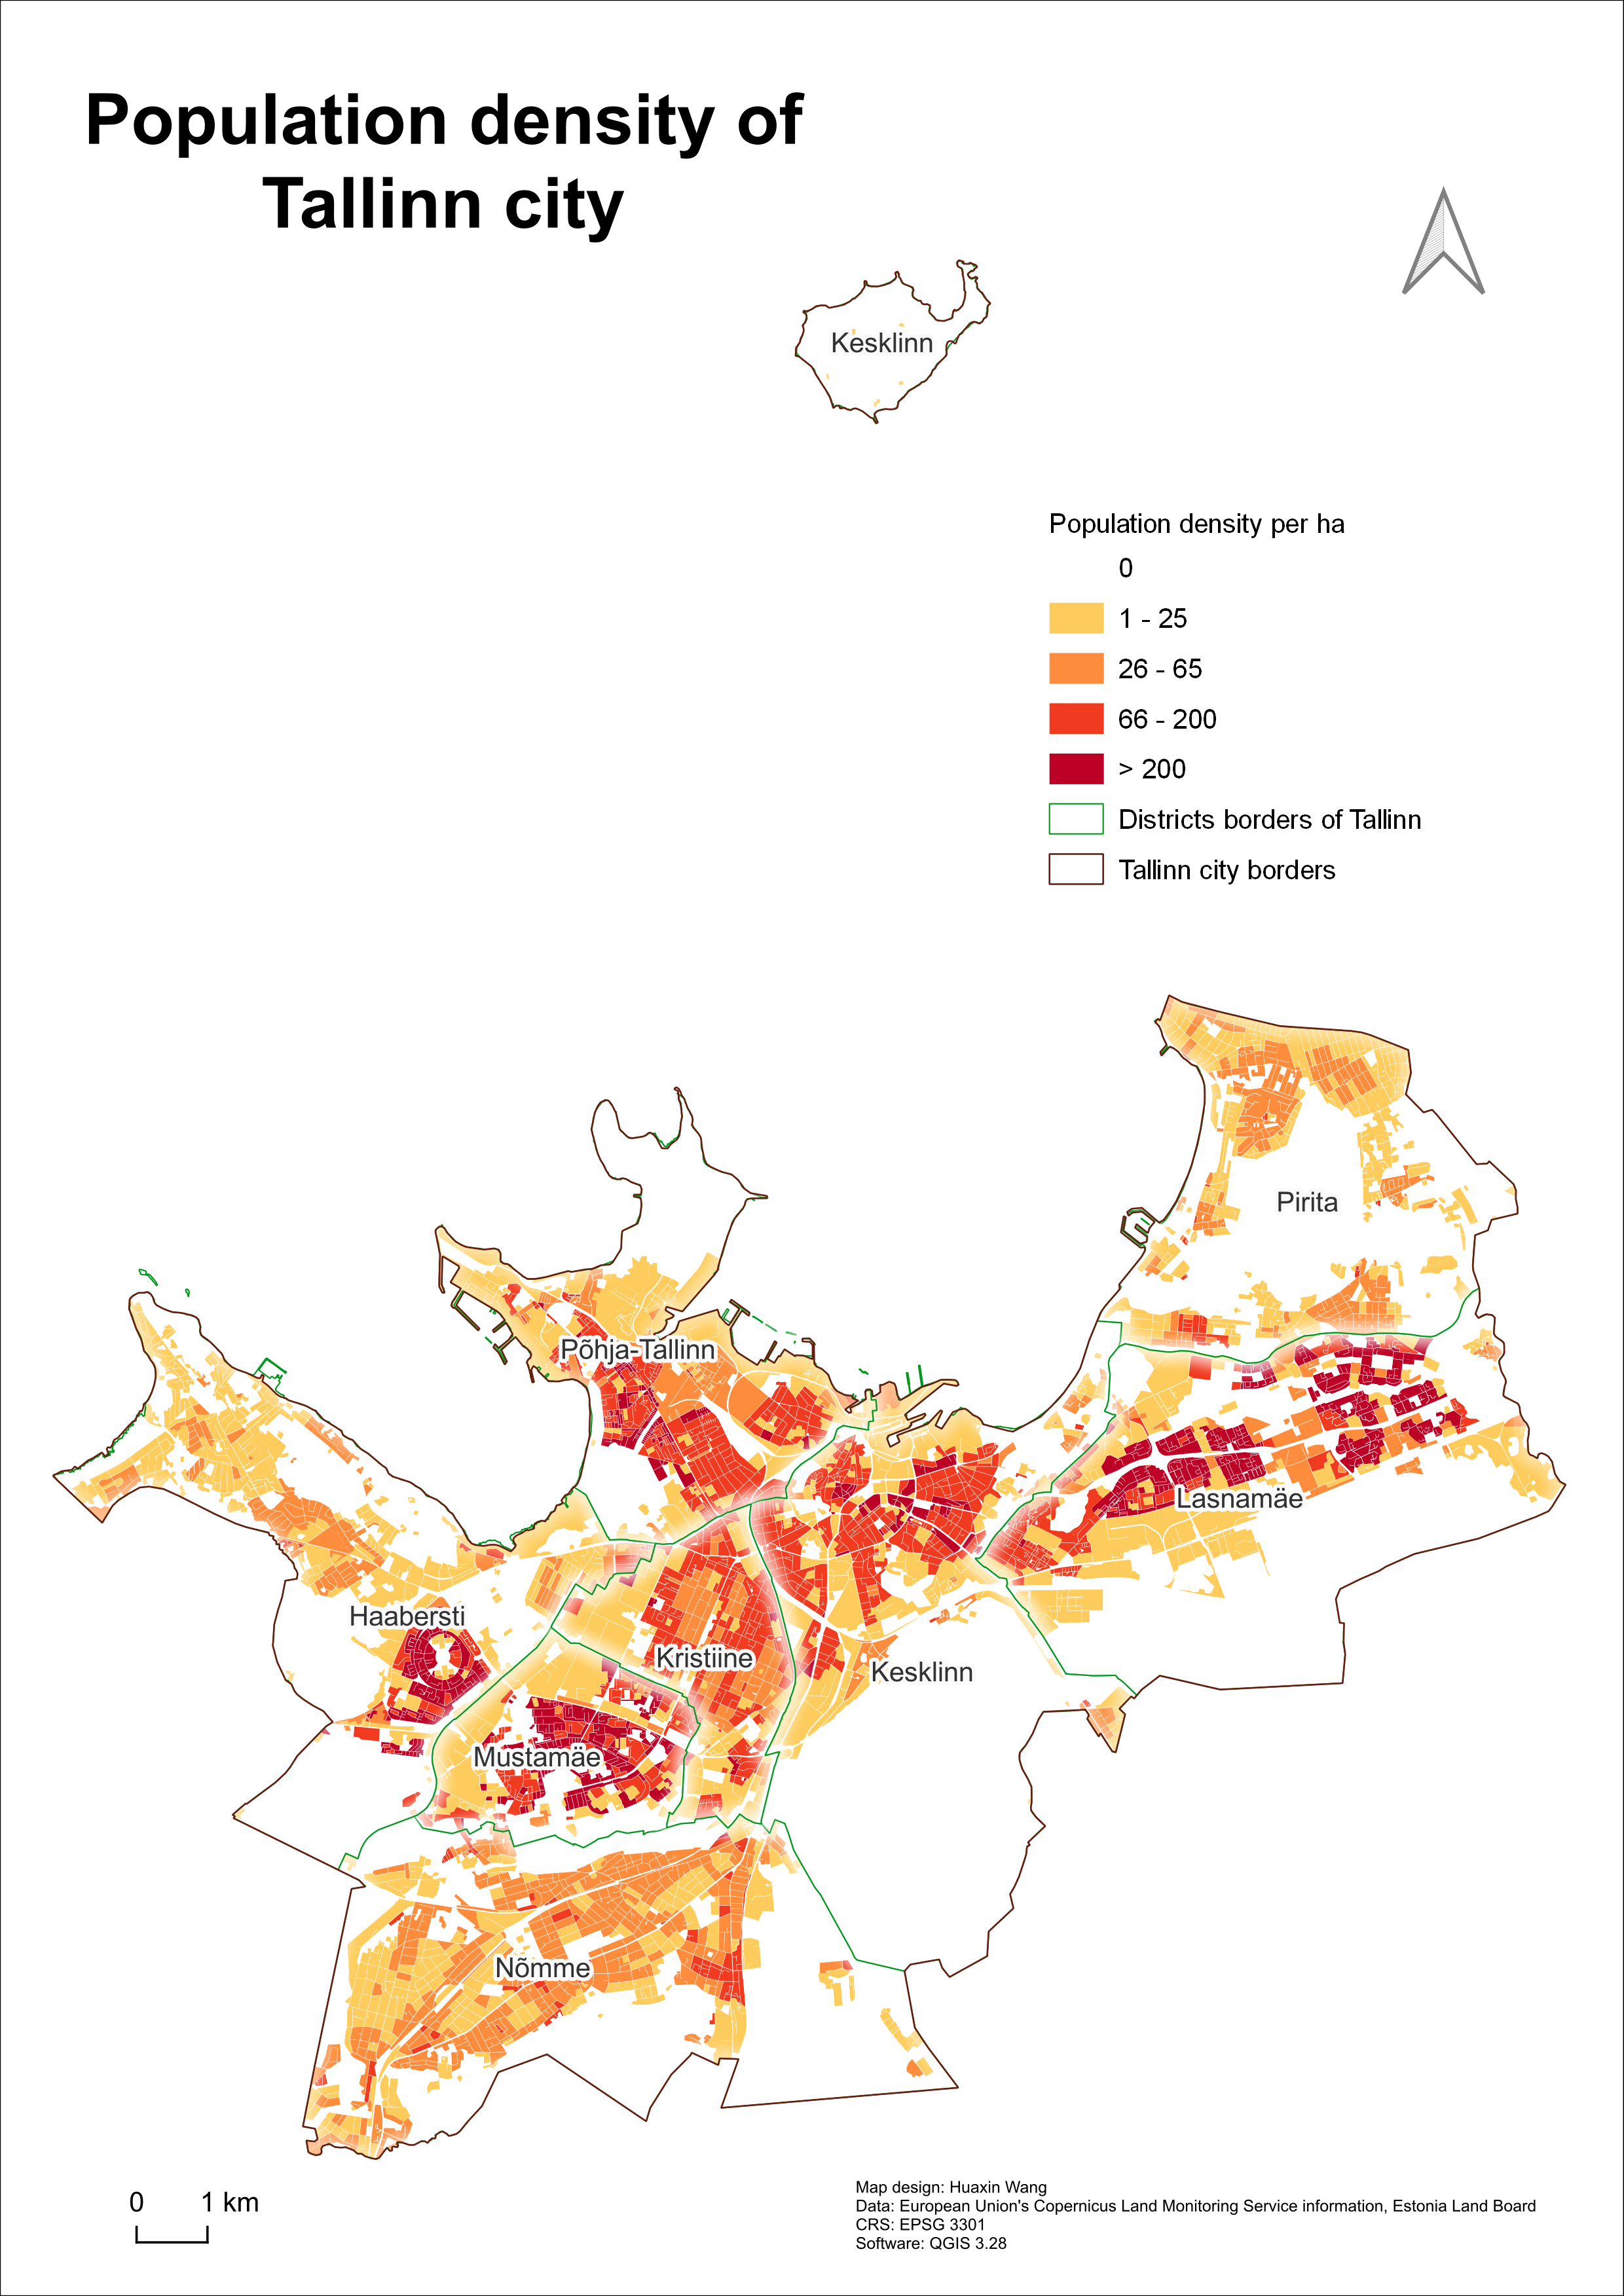 Population density of
Tallinn city
Kesklinn
Population density per ha
0
1 - 25
26 - 65
66 - 200
> 200
Districts borders of Tallinn
Tallinn city borders
Pirita
Põhja-Tallinn
Lasnamäe
Haabersti
Kristiine
Kesklinn
Mustamäe
Nõmme
0 1 km
Map design: Huaxin Wang
Data: European Union's Copernicus Land Monitoring Service information, Estonia Land Board
CRS: EPSG 3301
Software: QGIS 3.28